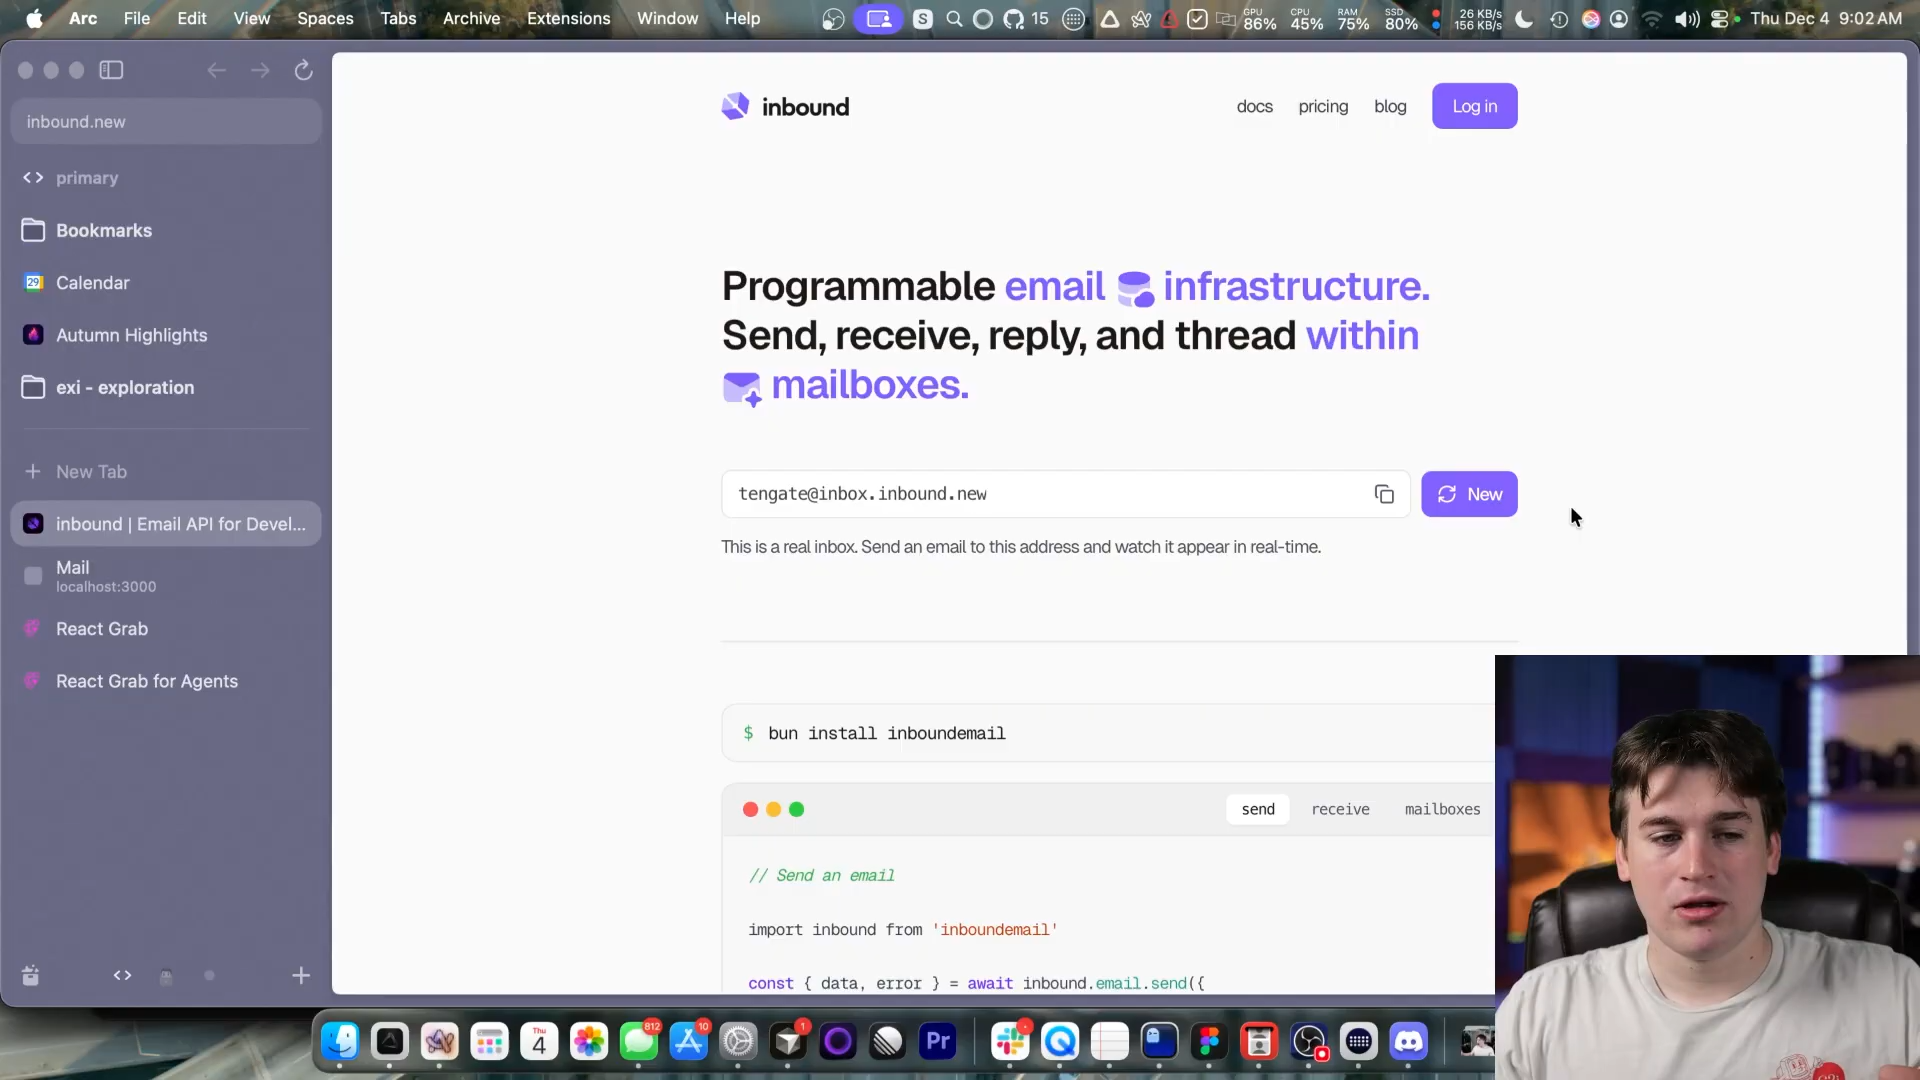 Arc File Edit View Spaces Tabs Archive Extensions Window Help
S 15 GPU 86% CPU 45% RAM 75% SSD 80% 26 KB/s 156 KB/s Thu Dec 4 9:02 AM
inbound.new
<> primary
Bookmarks
29 Calendar
Autumn Highlights
exi - exploration
+ New Tab
inbound | Email API for Devel...
Mail
localhost:3000
React Grab
React Grab for Agents
inbound
docs pricing blog Log in
Programmable email infrastructure.
Send, receive, reply, and thread within
mailboxes.
tengate@inbox.inbound.new
New
This is a real inbox. Send an email to this address and watch it appear in real-time.
$ bun install inboundemail
send receive mailboxes
// Send an email
import inbound from 'inboundemail'
const { data, error } = await inbound.email.send({
Thu 4 812 10 1 Pr